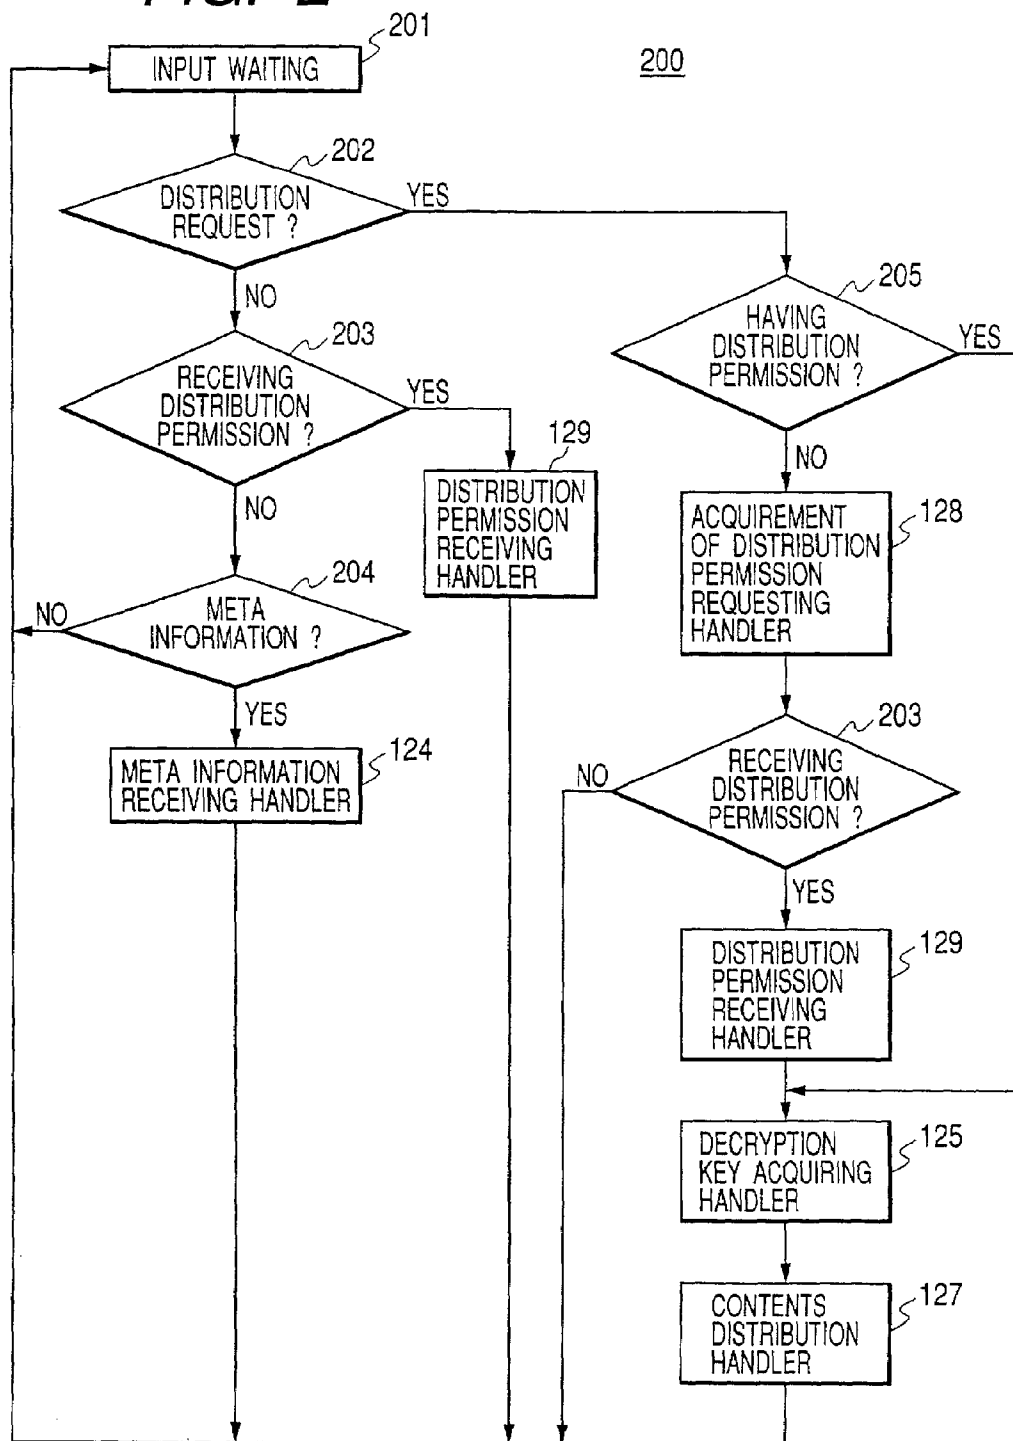 FIG. 2
201
INPUT WAITING
200
202
DISTRIBUTION
REQUEST ?
YES
NO
205
HAVING
DISTRIBUTION
PERMISSION ?
YES
NO
203
RECEIVING
DISTRIBUTION
PERMISSION ?
YES
NO
129
DISTRIBUTION
PERMISSION
RECEIVING
HANDLER
128
ACQUIREMENT
OF DISTRIBUTION
PERMISSION
REQUESTING
HANDLER
204
META
INFORMATION ?
NO
YES
124
META INFORMATION
RECEIVING HANDLER
203
RECEIVING
DISTRIBUTION
PERMISSION ?
NO
YES
129
DISTRIBUTION
PERMISSION
RECEIVING
HANDLER
125
DECRYPTION
KEY ACQUIRING
HANDLER
127
CONTENTS
DISTRIBUTION
HANDLER